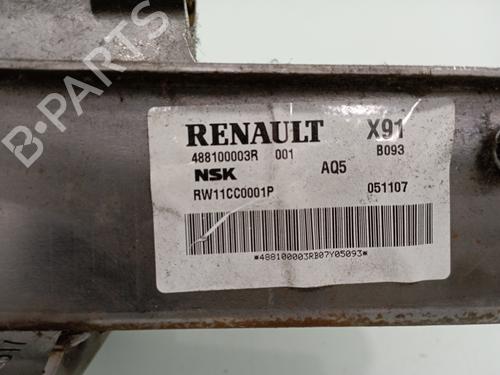 RENAULT X91
488100003R 001 B093
NSK AQ5
RW11CC0001P 051107
*488100003RB07Y05093*
B-PARTS